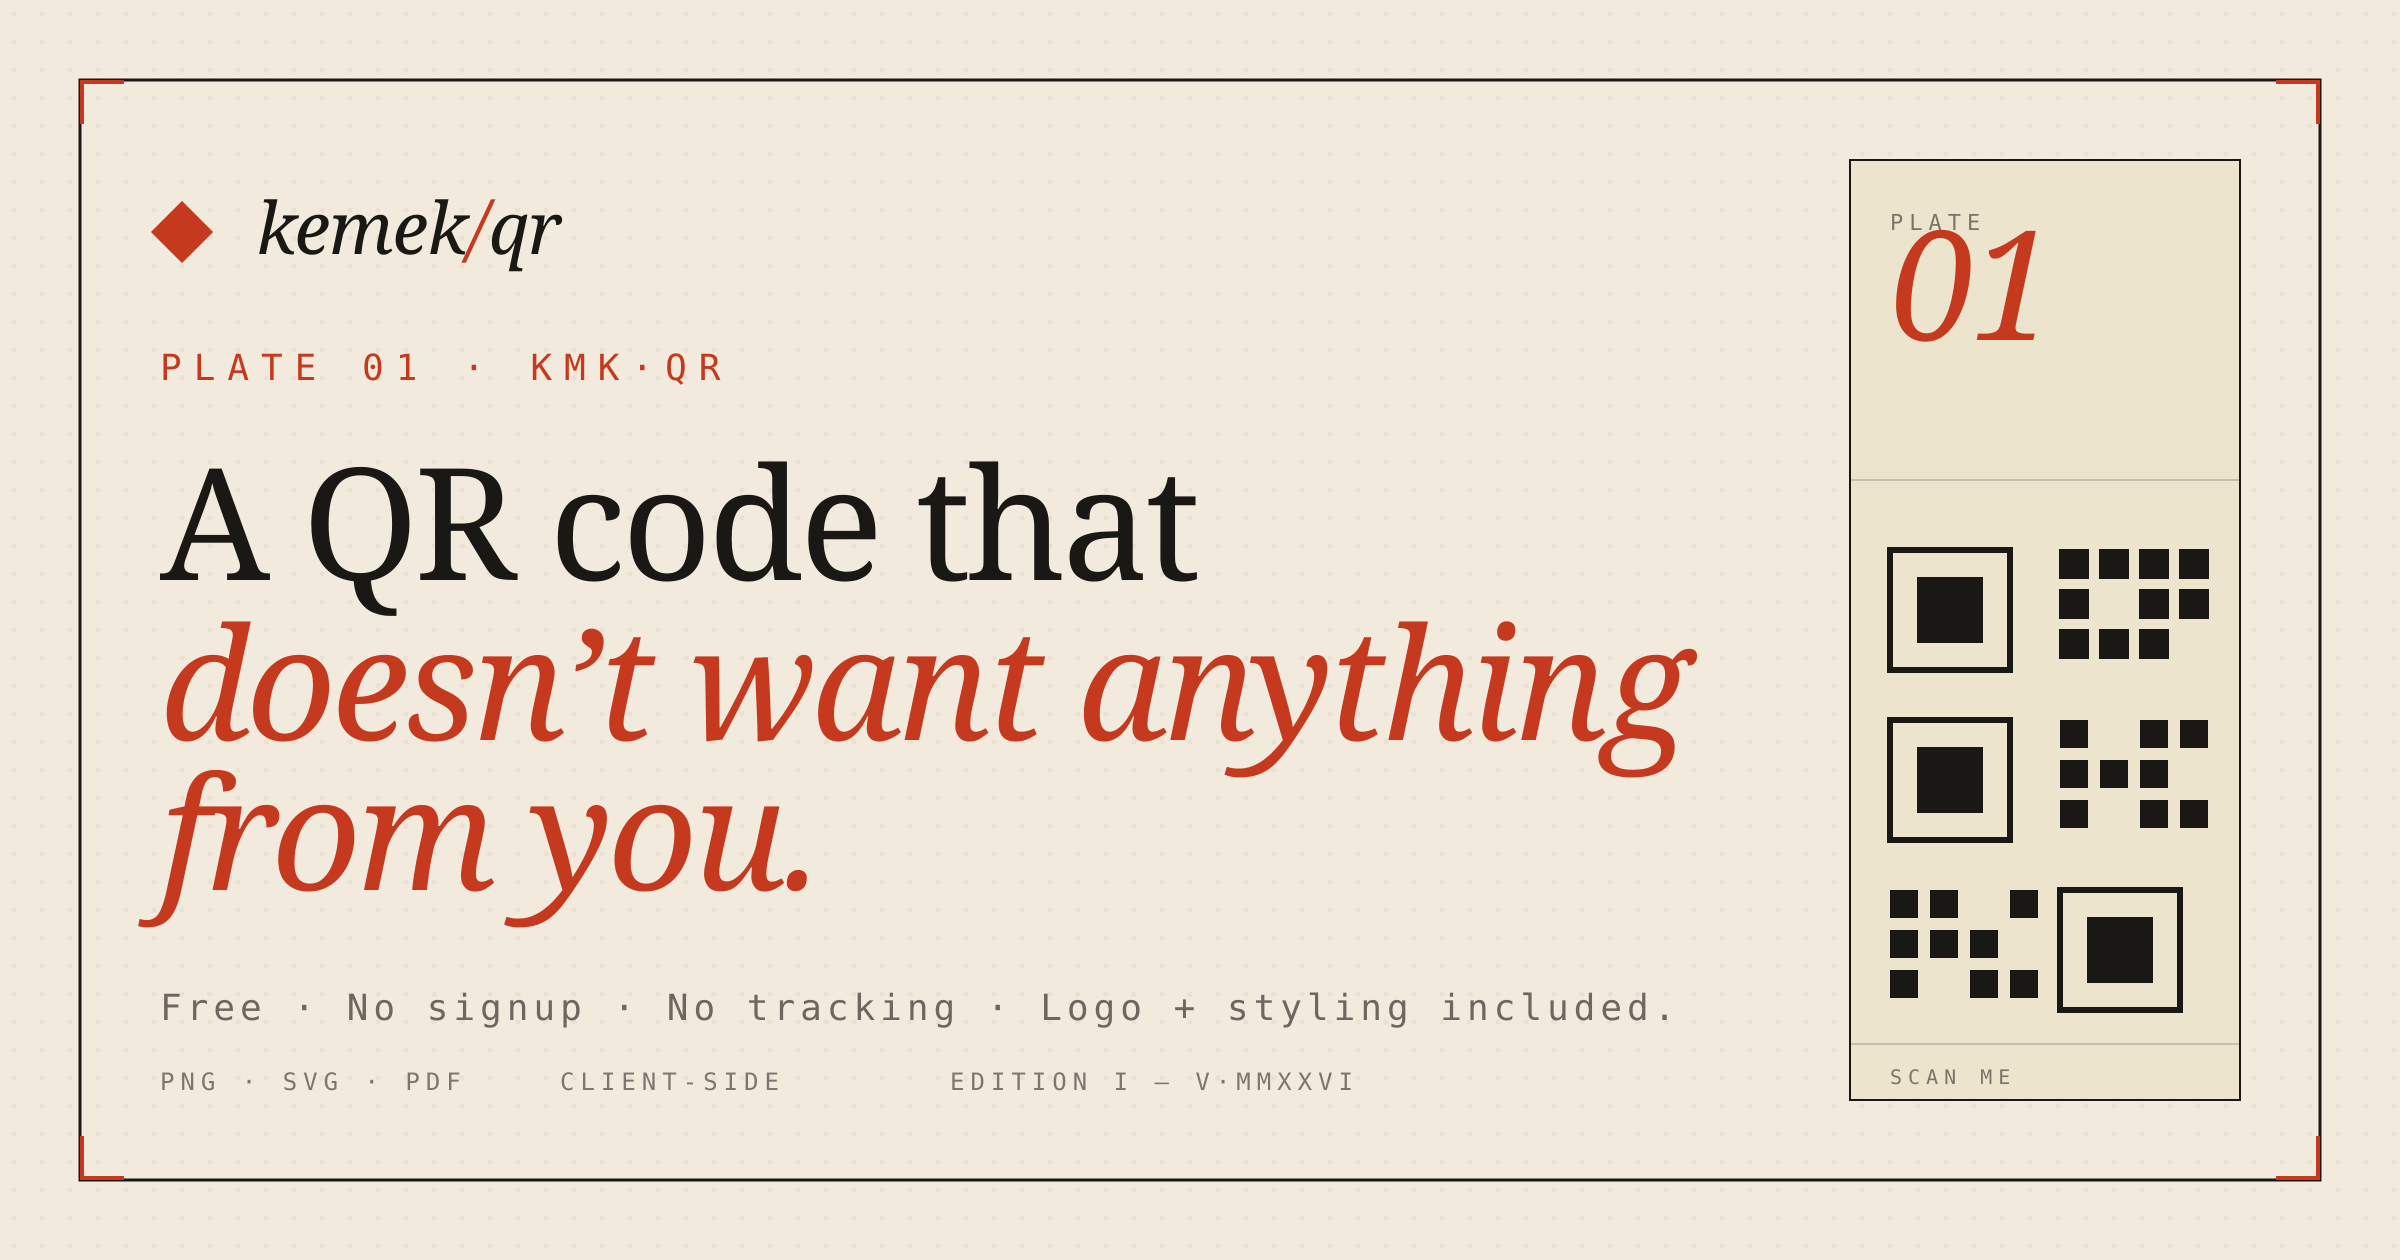 kemek/qr
PLATE 01 · KMK·QR
A QR code that
doesn’t want anything
from you.
Free · No signup · No tracking · Logo + styling included.
PNG · SVG · PDF CLIENT-SIDE EDITION I — V·MMXXVI
PLATE
01
SCAN ME